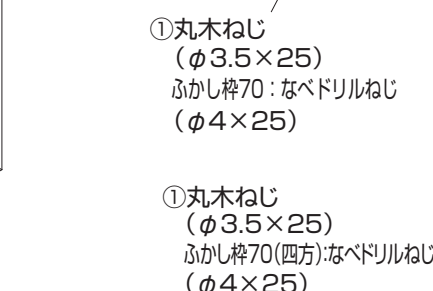 ①丸木ねじ
（φ3.5×25）
ふかし枠70：なべドリルねじ
（φ4×25）
①丸木ねじ
（φ3.5×25）
ふかし枠70(四方):なべドリルねじ
（φ4×25）